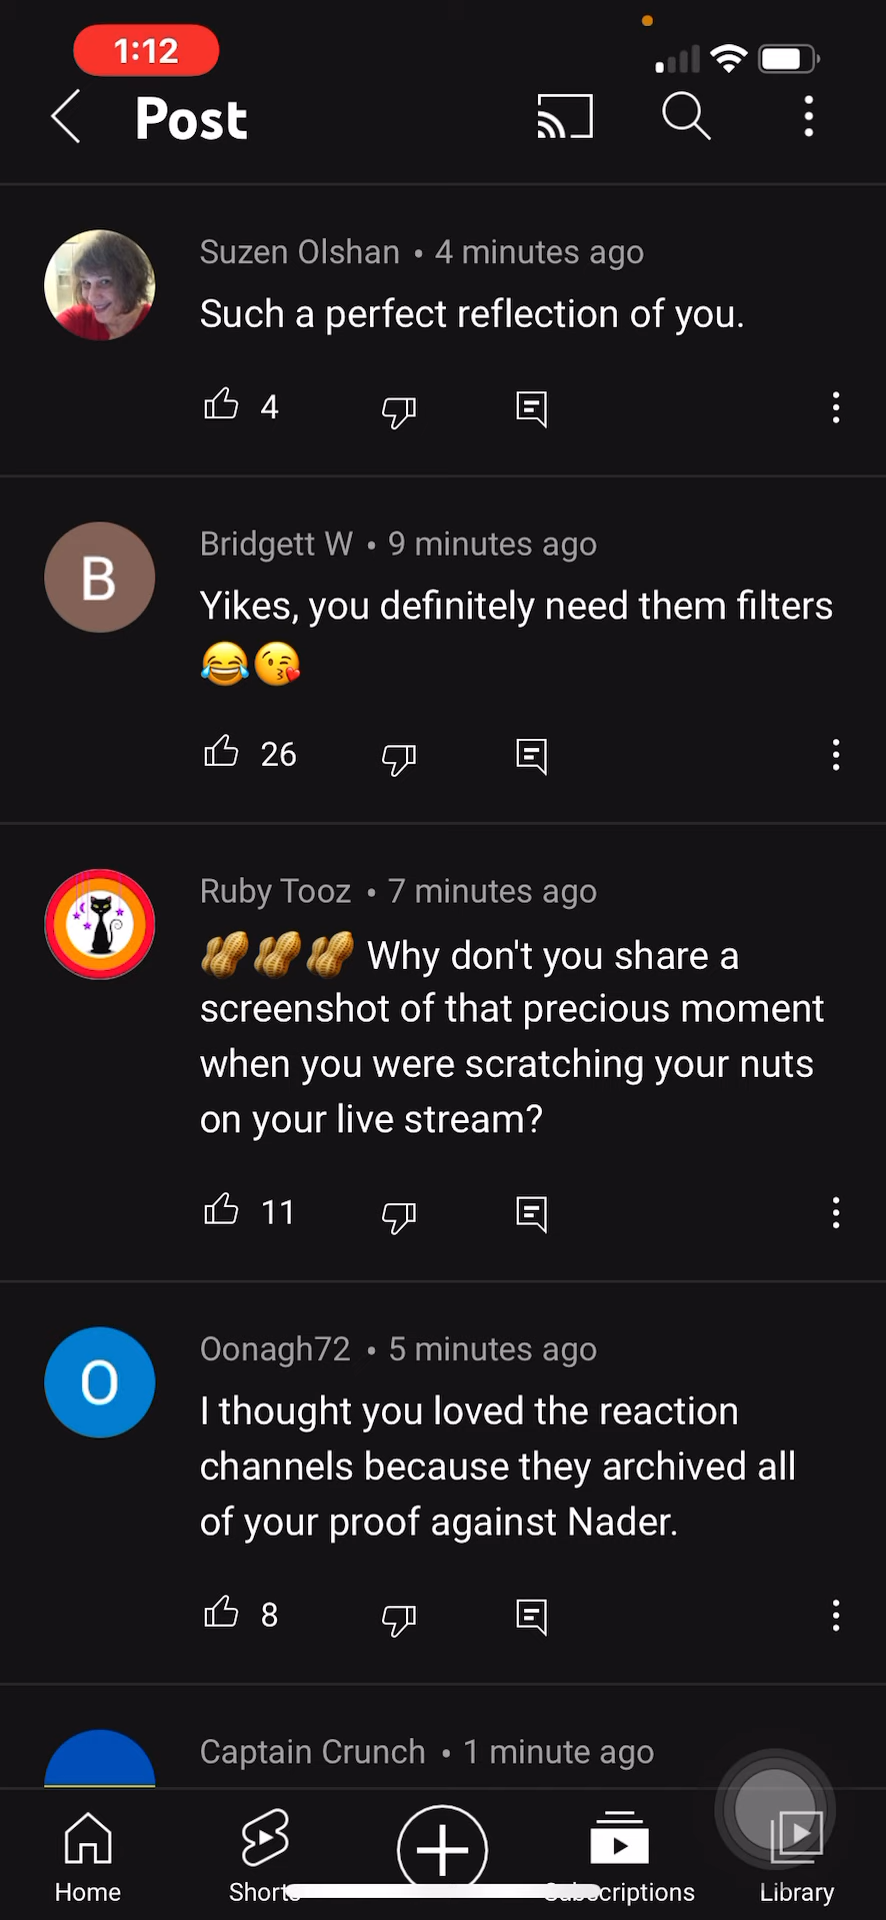 1:12
Post
Suzen Olshan • 4 minutes ago
Such a perfect reflection of you.
4
B
Bridgett W • 9 minutes ago
Yikes, you definitely need them filters
😂😘
26
Ruby Tooz • 7 minutes ago
🥜🥜🥜 Why don't you share a
screenshot of that precious moment
when you were scratching your nuts
on your live stream?
11
O
Oonagh72 • 5 minutes ago
I thought you loved the reaction
channels because they archived all
of your proof against Nader.
8
Captain Crunch • 1 minute ago
Home Shorts Subscriptions Library